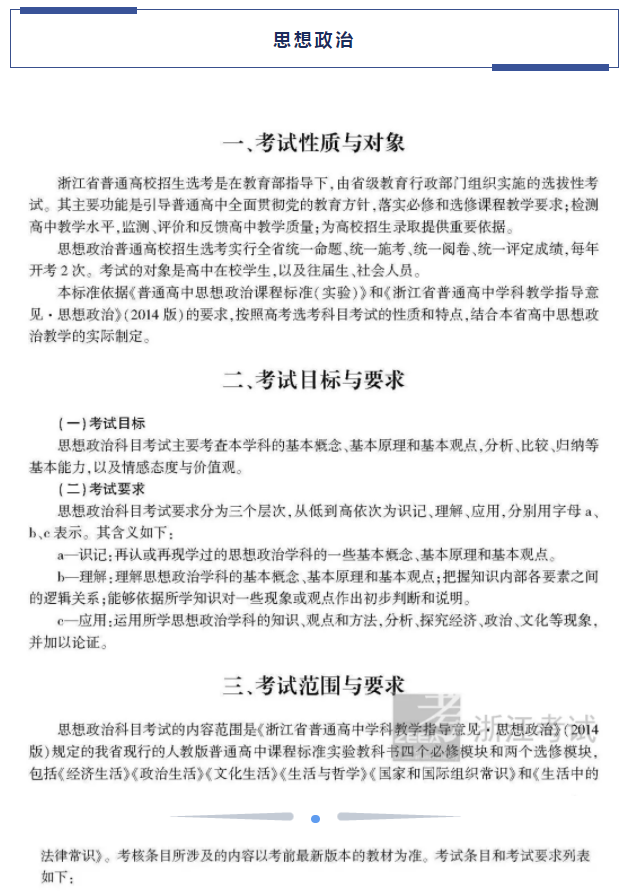 思想政治
一、考试性质与对象
浙江省普通高校招生选考是在教育部指导下,由省级教育行政部门组织实施的选拔性考
试。其主要功能是引导普通高中全面贯彻党的教育方针,落实必修和选修课程教学要求;检测
高中教学水平,监测、评价和反馈高中教学质量;为高校招生录取提供重要依据。
思想政治普通高校招生选考实行全省统一命题、统一施考、统一阅卷、统一评定成绩,每年
开考2次。考试的对象是高中在校学生,以及往届生、社会人员。
本标准依据《普通高中思想政治课程标准(实验)》和《浙江省普通高中学科教学指导意
见·思想政治》(2014版)的要求,按照高考选考科目考试的性质和特点,结合本省高中思想政
治教学的实际制定。
二、考试目标与要求
(一)考试目标
思想政治科目考试主要考查本学科的基本概念、基本原理和基本观点,分析、比较、归纳等
基本能力,以及情感态度与价值观。
(二)考试要求
思想政治科目考试要求分为三个层次,从低到高依次为识记、理解、应用,分别用字母a、
b、c表示。其含义如下:
a—识记:再认或再现学过的思想政治学科的一些基本概念、基本原理和基本观点。
b—理解:理解思想政治学科的基本概念、基本原理和基本观点;把握知识内部各要素之间
的逻辑关系;能够依据所学知识对一些现象或观点作出初步判断和说明。
c—应用:运用所学思想政治学科的知识、观点和方法,分析、探究经济、政治、文化等现象,
并加以论证。
三、考试范围与要求
思想政治科目考试的内容范围是《浙江省普通高中学科教学指导意见·思想政治》(2014
版)规定的我省现行的人教版普通高中课程标准实验教科书四个必修模块和两个选修模块,
包括《经济生活》《政治生活》《文化生活》《生活与哲学》《国家和国际组织常识》和《生活中的
浙江考试
法律常识》。考核条目所涉及的内容以考前最新版本的教材为准。考试条目和考试要求列表
如下: